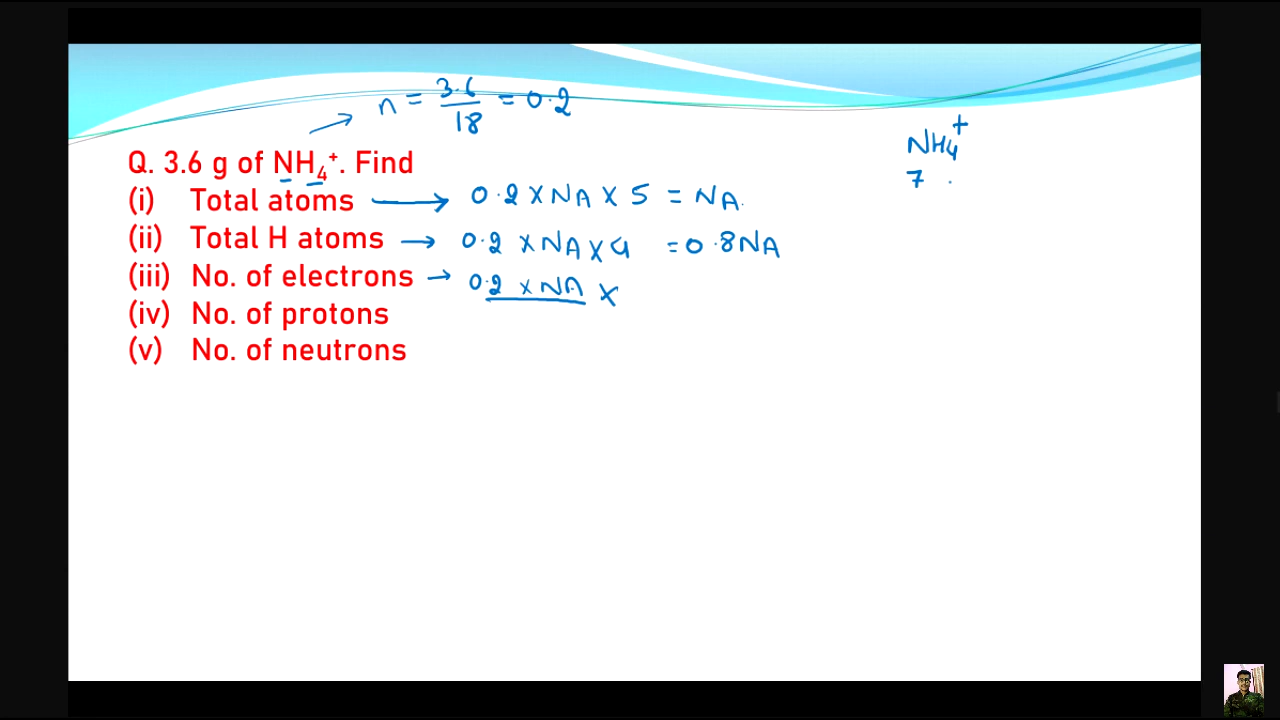 n = 3.6/18 = 0.2
NH₄⁺
7
Q. 3.6 g of NH₄⁺. Find
(i) Total atoms → 0.2 × NA × 5 = NA.
(ii) Total H atoms → 0.2 × NA × 4 = 0.8NA
(iii) No. of electrons → 0.2 × NA ×
(iv) No. of protons
(v) No. of neutrons